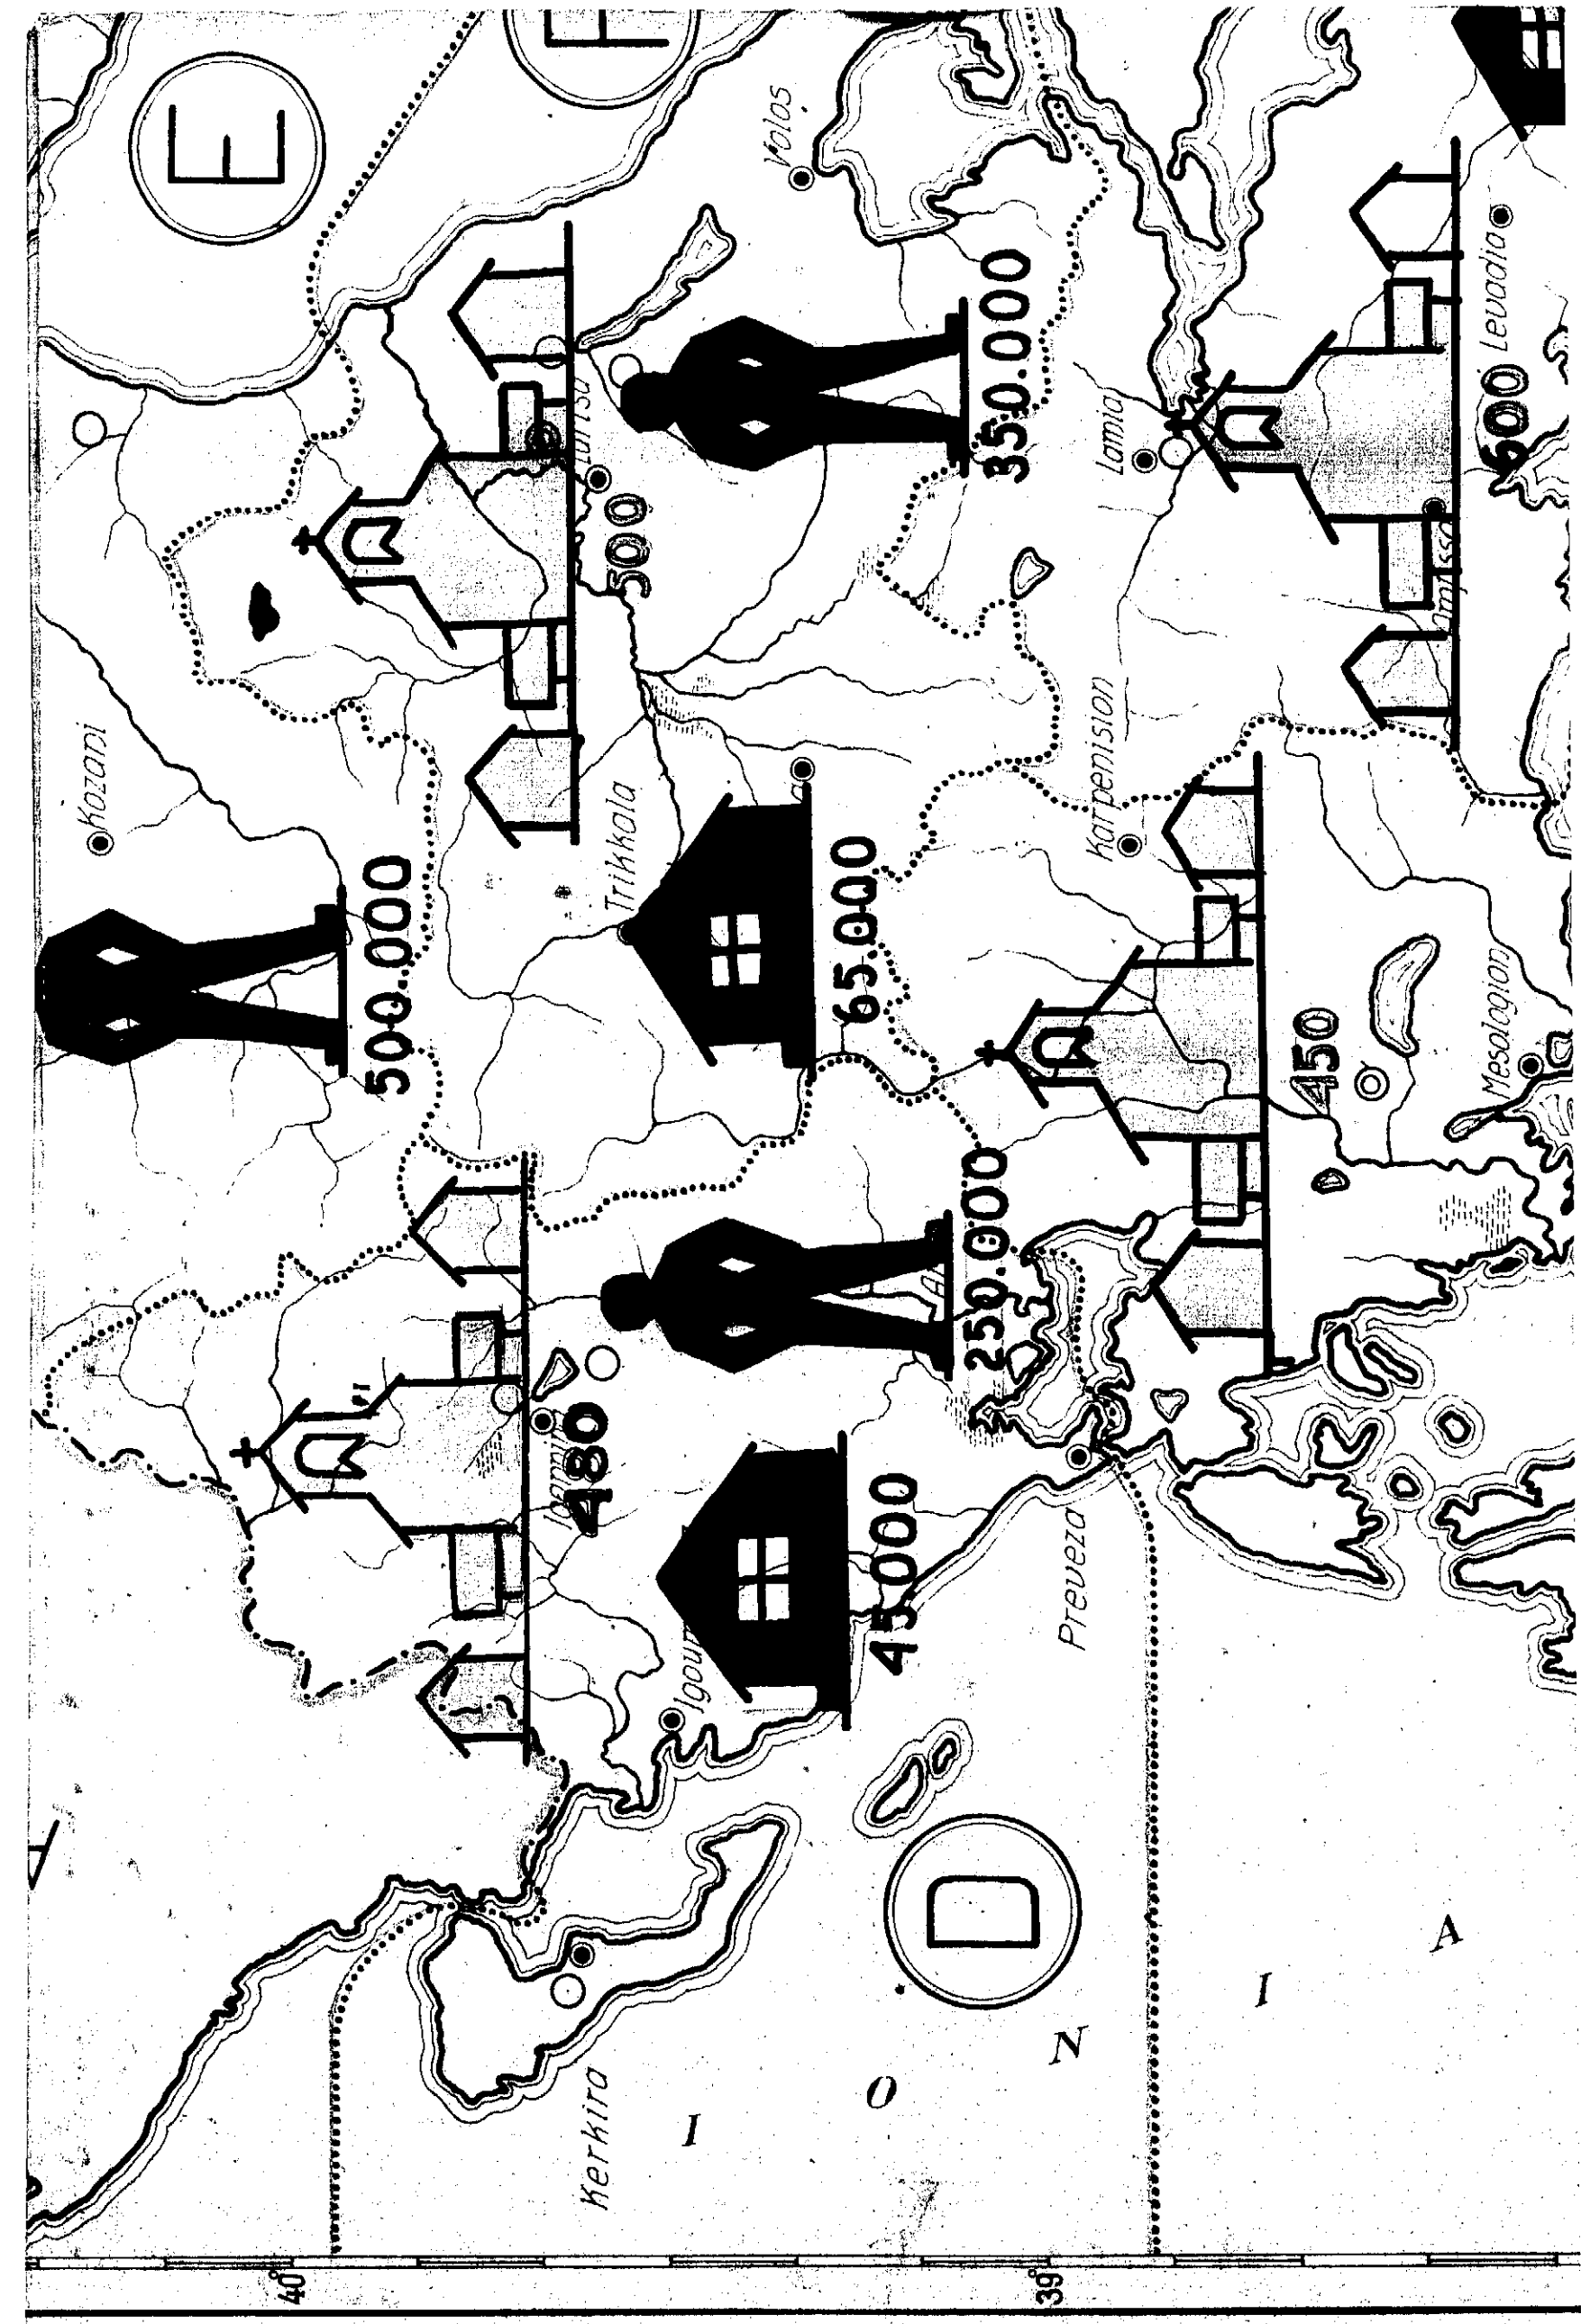 E
Volos
Kozani
500.000
500
350.000
Lamia
Trikkala
65.000
Karpenision
600
Levadia
480
250.000
450
Mesologion
45.000
Preveza
D
Kerkira
I
O
N
I
A
40°
39°